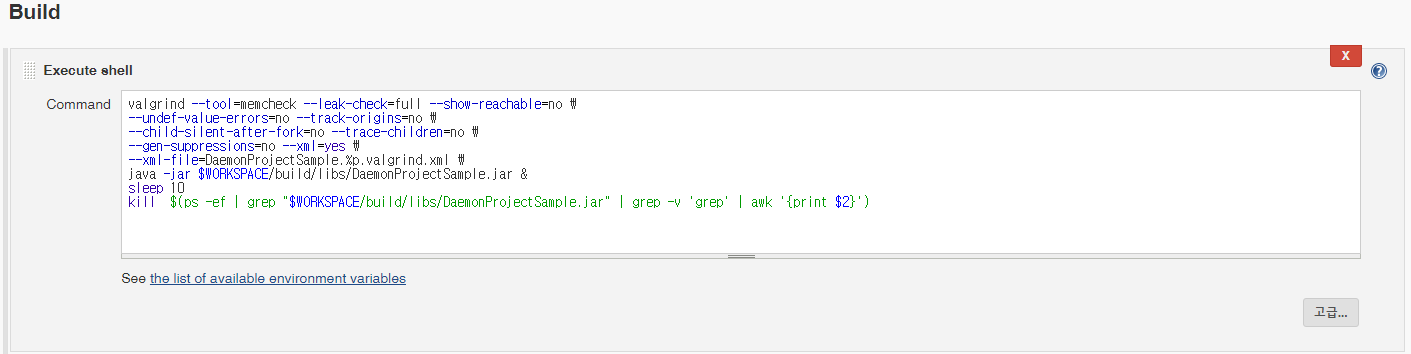 Build
X
Execute shell
?
Command
valgrind --tool=memcheck --leak-check=full --show-reachable=no ₩
--undef-value-errors=no --track-origins=no ₩
--child-silent-after-fork=no --trace-children=no ₩
--gen-suppressions=no --xml=yes ₩
--xml-file=DaemonProjectSample.%p.valgrind.xml ₩
java -jar $WORKSPACE/build/libs/DaemonProjectSample.jar &
sleep 10
kill  $(ps -ef | grep "$WORKSPACE/build/libs/DaemonProjectSample.jar" | grep -v 'grep' | awk '{print $2}')
See the list of available environment variables
고급...